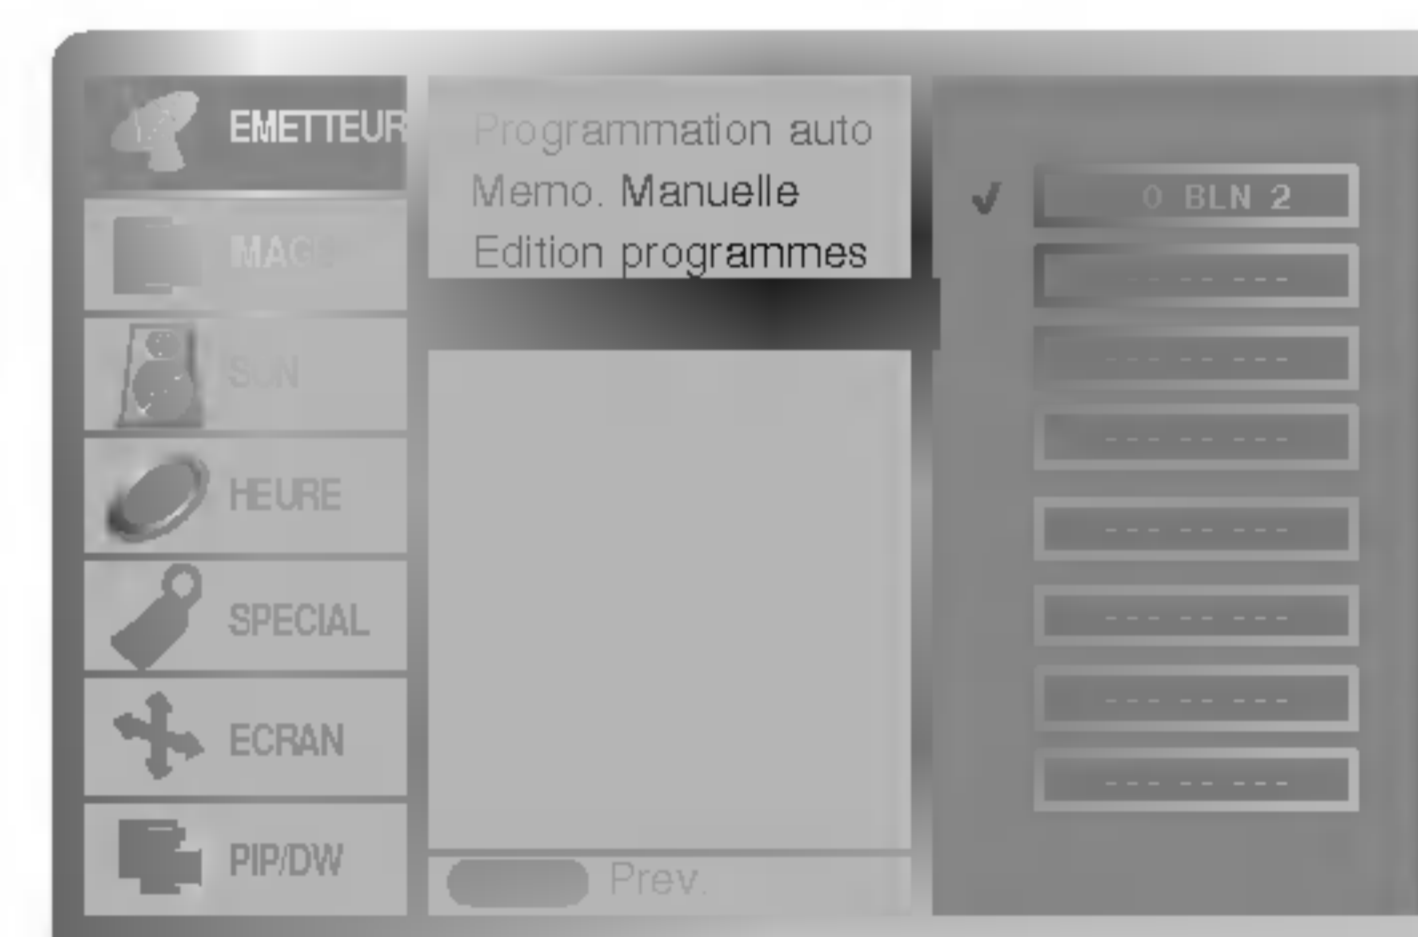 EMETTEUR
HEURE
SPECIAL
ECRAN
PIP/DW
Programmation auto
Memo. Manuelle
Edition programmes
Prev.
0 BLN 2
--- -- ---
--- -- ---
--- -- ---
--- -- ---
--- -- ---
--- -- ---